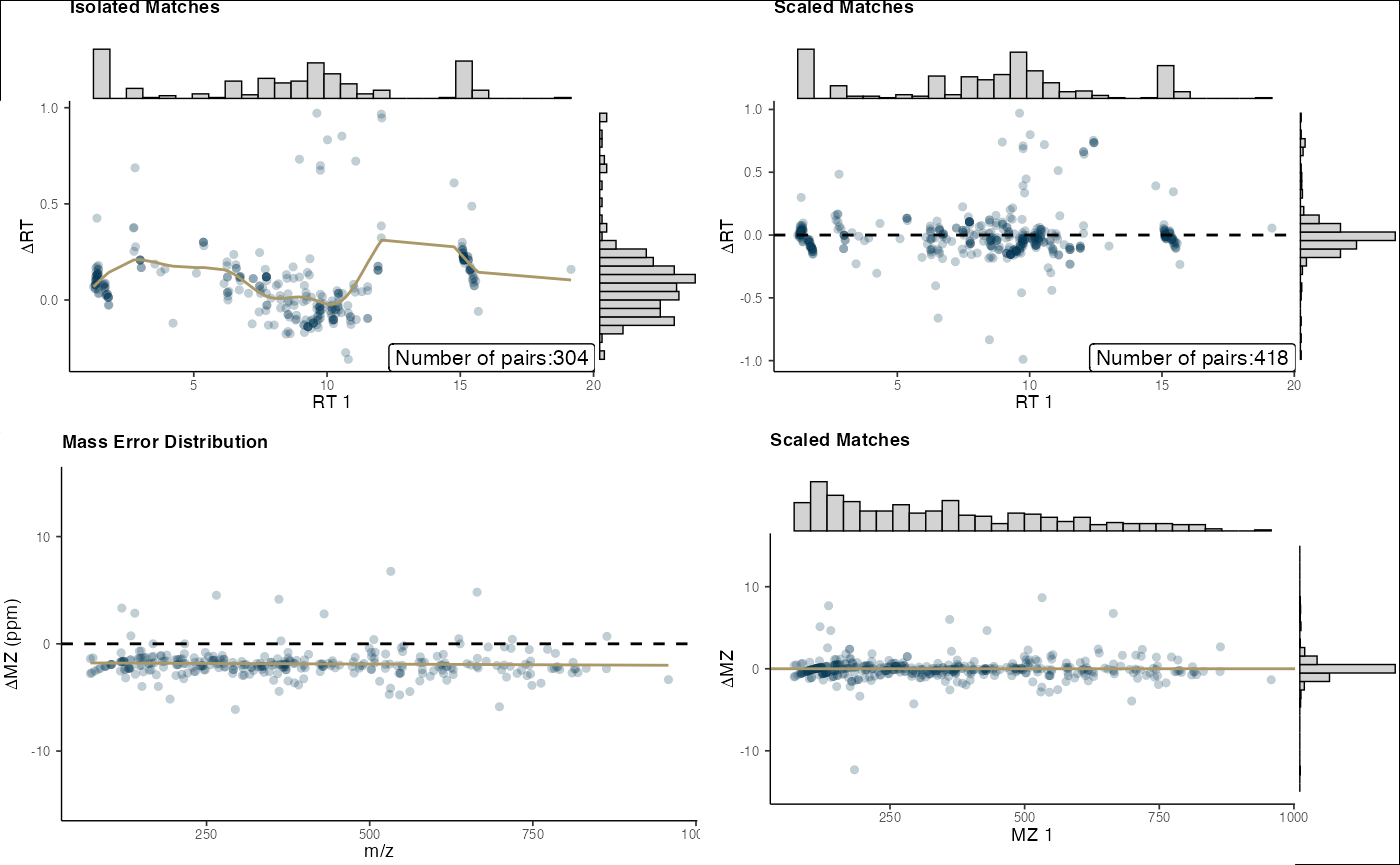 Isolated Matches
1.0
0.5
0.0
ΔRT
5
10
15
20
RT 1
Number of pairs:304
Scaled Matches
1.0
0.5
0.0
-0.5
-1.0
ΔRT
5
10
15
20
RT 1
Number of pairs:418
Mass Error Distribution
10
0
-10
ΔMZ (ppm)
250
500
750
m/z
Scaled Matches
10
0
-10
ΔMZ
250
500
750
1000
MZ 1